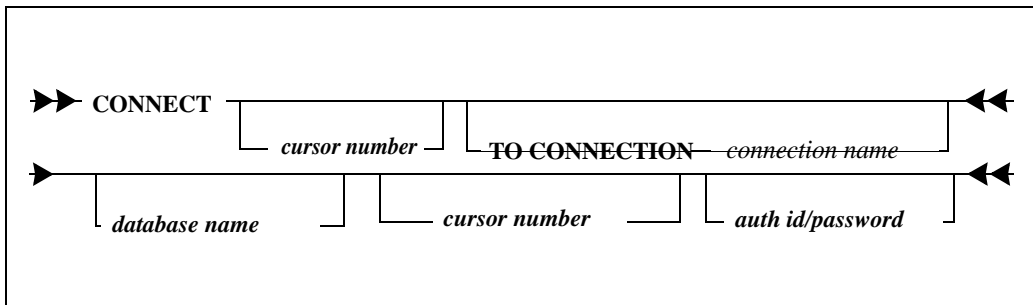 CONNECT
cursor number
TO CONNECTION connection name
database name
cursor number
auth id/password